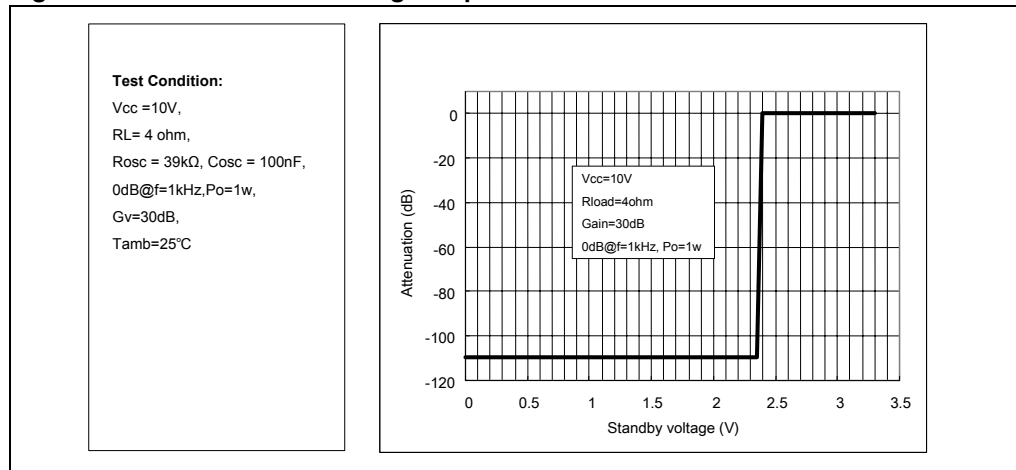 Test Condition:
Vcc =10V,
RL= 4 ohm,
Rosc = 39kΩ, Cosc = 100nF,
0dB@f=1kHz,Po=1w,
Gv=30dB,
Tamb=25℃
Attenuation (dB)
0
-20
-40
-60
-80
-100
-120
Vcc=10V
Rload=4ohm
Gain=30dB
0dB@f=1kHz, Po=1w
0 0.5 1 1.5 2 2.5 3 3.5
Standby voltage (V)